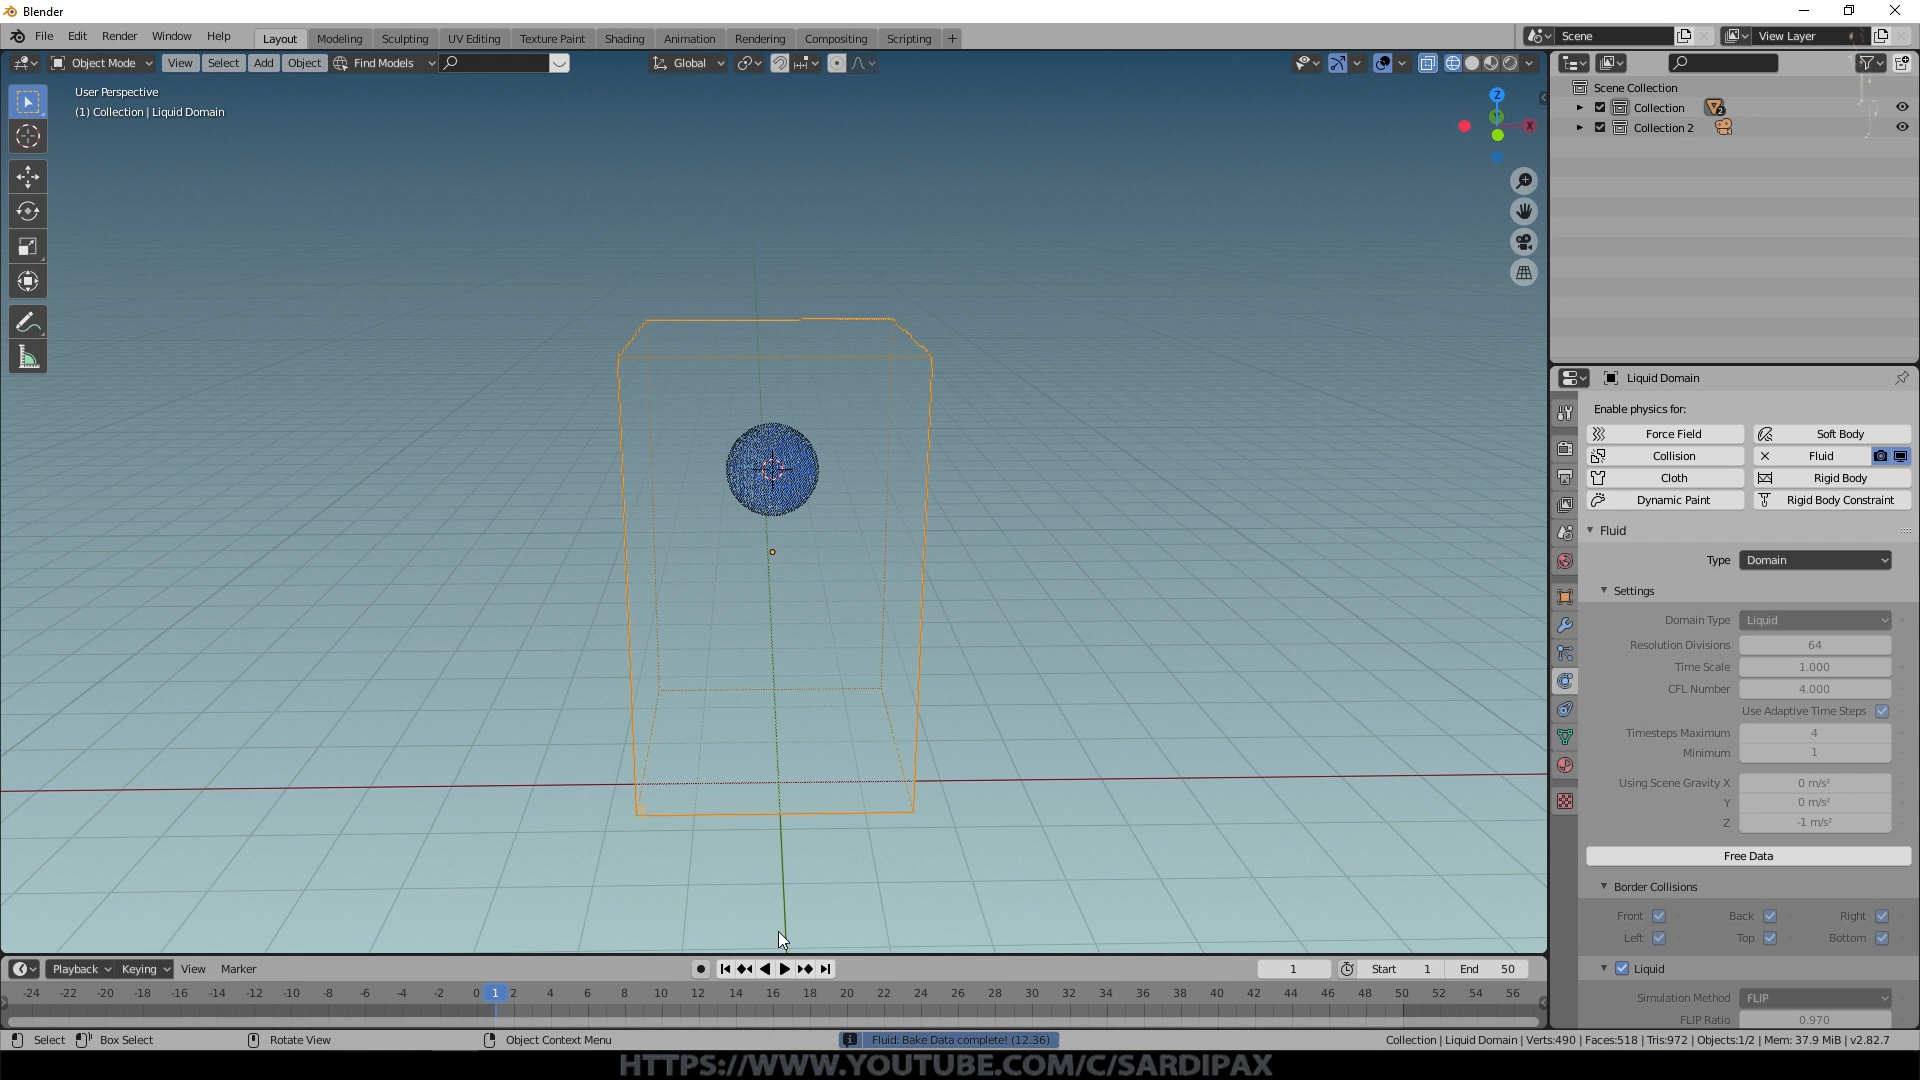 Blender
File Edit Render Window Help
Layout Modeling Sculpting UV Editing Texture Paint Shading Animation Rendering Compositing Scripting +
Scene View Layer
Object Mode View Select Add Object Find Models Global
User Perspective
(1) Collection | Liquid Domain
Z
X
Scene Collection
Collection 2
Collection 2
Liquid Domain
Enable physics for:
Force Field Soft Body
Collision Fluid
Cloth Rigid Body
Dynamic Paint Rigid Body Constraint
Fluid
Type Domain
Settings
Domain Type Liquid
Resolution Divisions 64
Time Scale 1.000
CFL Number 4.000
Use Adaptive Time Steps
Timesteps Maximum 4
Minimum 1
Using Scene Gravity X 0 m/s²
Y 0 m/s²
Z -1 m/s²
Free Data
Border Collisions
Front Back Right
Left Top Bottom
Liquid
Simulation Method FLIP
FLIP Ratio 0.970
Playback Keying View Marker 1 Start 1 End 50
-24 -22 -20 -18 -16 -14 -12 -10 -8 -6 -4 -2 0 1 2 4 6 8 10 12 14 16 18 20 22 24 26 28 30 32 34 36 38 40 42 44 46 48 50 52 54 56
Select Box Select Rotate View Object Context Menu Fluid: Bake Data complete! (12.36) Collection | Liquid Domain | Verts:490 | Faces:518 | Tris:972 | Objects:1/2 | Mem: 37.9 MiB | v2.82.7
HTTPS://WWW.YOUTUBE.COM/C/SARDIPAX